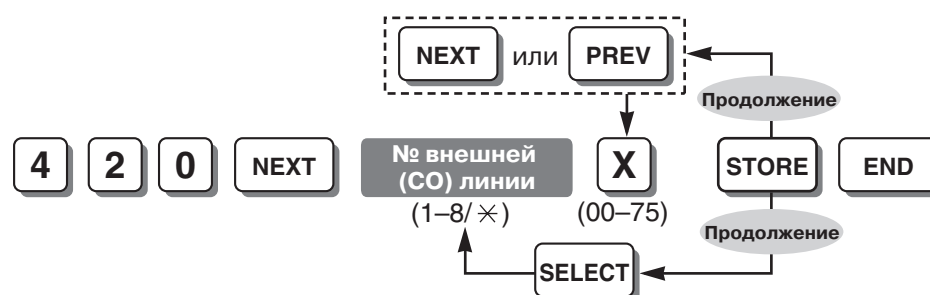 NEXT или PREV
Продолжение
4 2 0 NEXT № внешней (CO) линии X STORE END
(1–8/ ✳) (00–75)
Продолжение
SELECT